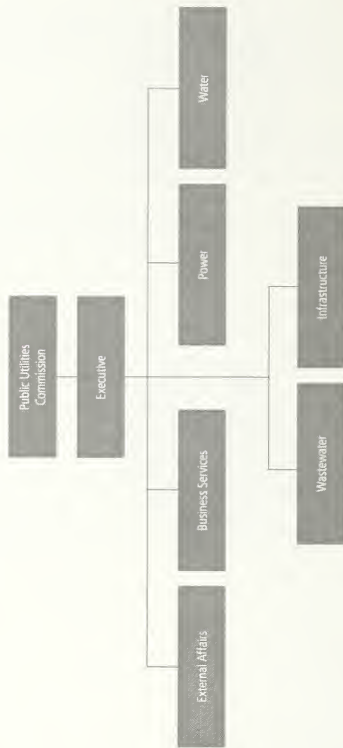 Public Utilities
Commission
Executive
External Affairs
Business Services
Power
Water
Wastewater
Infrastructure